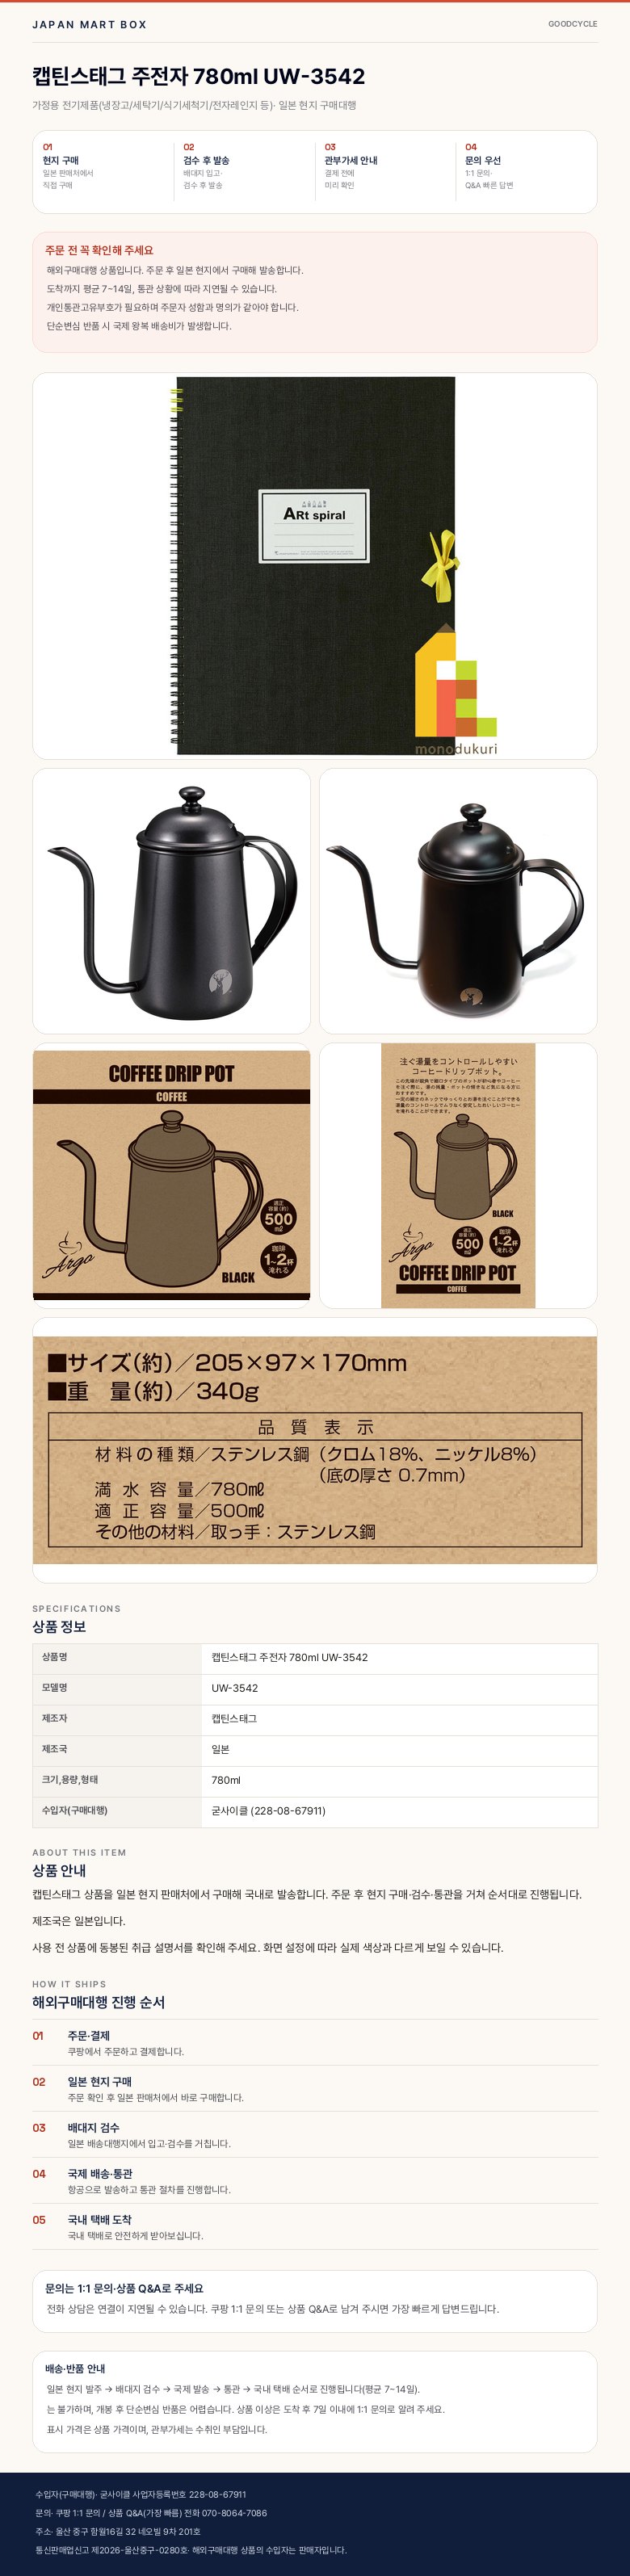 JAPAN MART BOX
GOODCYCLE
캡틴스태그 주전자 780ml UW-3542
가정용 전기제품(냉장고/세탁기/식기세척기/전자레인지 등)· 일본 현지 구매대행
01
현지 구매
일본 판매처에서
직접 구매
02
검수 후 발송
배대지 입고·
검수 후 발송
03
관부가세 안내
결제 전에
미리 확인
04
문의 우선
1:1 문의·
Q&A 빠른 답변
주문 전 꼭 확인해 주세요
해외구매대행 상품입니다. 주문 후 일본 현지에서 구매해 발송합니다.
도착까지 평균 7~14일, 통관 상황에 따라 지연될 수 있습니다.
개인통관고유부호가 필요하며 주문자 성함과 명의가 같아야 합니다.
단순변심 반품 시 국제 왕복 배송비가 발생합니다.
ARt spiral
monodukuri
COFFEE DRIP POT
COFFEE
適正
容量(約)
500
mℓ
珈琲
1~2杯
淹れる
Argo
BLACK
注ぐ湯量をコントロールしやすい
コーヒードリップポット。
BLACK
Argo
適正
容量(約)
500
mℓ
珈琲
1~2杯
淹れる
COFFEE DRIP POT
COFFEE
■サイズ(約)/205×97×170mm
■重 量(約)/340g
品 質 表 示
材料の種類/ステンレス鋼(クロム18%、ニッケル8%)
(底の厚さ 0.7mm)
満 水 容 量/780mℓ
適 正 容 量/500mℓ
その他の材料/取っ手:ステンレス鋼
SPECIFICATIONS
상품 정보
상품명 캡틴스태그 주전자 780ml UW-3542
모델명 UW-3542
제조자 캡틴스태그
제조국 일본
크기,용량,형태 780ml
수입자(구매대행) 굳사이클 (228-08-67911)
ABOUT THIS ITEM
상품 안내
캡틴스태그 상품을 일본 현지 판매처에서 구매해 국내로 발송합니다. 주문 후 현지 구매·검수·통관을 거쳐 순서대로 진행됩니다.
제조국은 일본입니다.
사용 전 상품에 동봉된 취급 설명서를 확인해 주세요. 화면 설정에 따라 실제 색상과 다르게 보일 수 있습니다.
HOW IT SHIPS
해외구매대행 진행 순서
01 주문·결제
쿠팡에서 주문하고 결제합니다.
02 일본 현지 구매
주문 확인 후 일본 판매처에서 바로 구매합니다.
03 배대지 검수
일본 배송대행지에서 입고·검수를 거칩니다.
04 국제 배송·통관
항공으로 발송하고 통관 절차를 진행합니다.
05 국내 택배 도착
국내 택배로 안전하게 받아보십니다.
문의는 1:1 문의·상품 Q&A로 주세요
전화 상담은 연결이 지연될 수 있습니다. 쿠팡 1:1 문의 또는 상품 Q&A로 남겨 주시면 가장 빠르게 답변드립니다.
배송·반품 안내
일본 현지 발주 → 배대지 검수 → 국제 발송 → 통관 → 국내 택배 순서로 진행됩니다(평균 7~14일).
는 불가하며, 개봉 후 단순변심 반품은 어렵습니다. 상품 이상은 도착 후 7일 이내에 1:1 문의로 알려 주세요.
표시 가격은 상품 가격이며, 관부가세는 수취인 부담입니다.
수입자(구매대행)· 굳사이클 사업자등록번호 228-08-67911
문의· 쿠팡 1:1 문의 / 상품 Q&A(가장 빠름) 전화 070-8064-7086
주소· 울산 중구 함월16길 32 네오빌 9차 201호
통신판매업신고 제2026-울산중구-0280호· 해외구매대행 상품의 수입자는 판매자입니다.